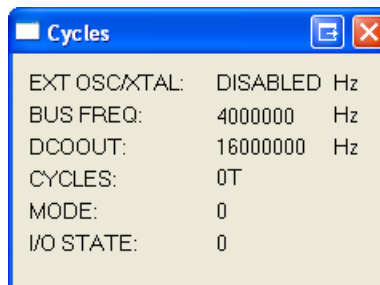 Cycles
EXT OSC/XTAL: DISABLED Hz
BUS FREQ: 4000000 Hz
DCOOUT: 16000000 Hz
CYCLES: 0T
MODE: 0
I/O STATE: 0